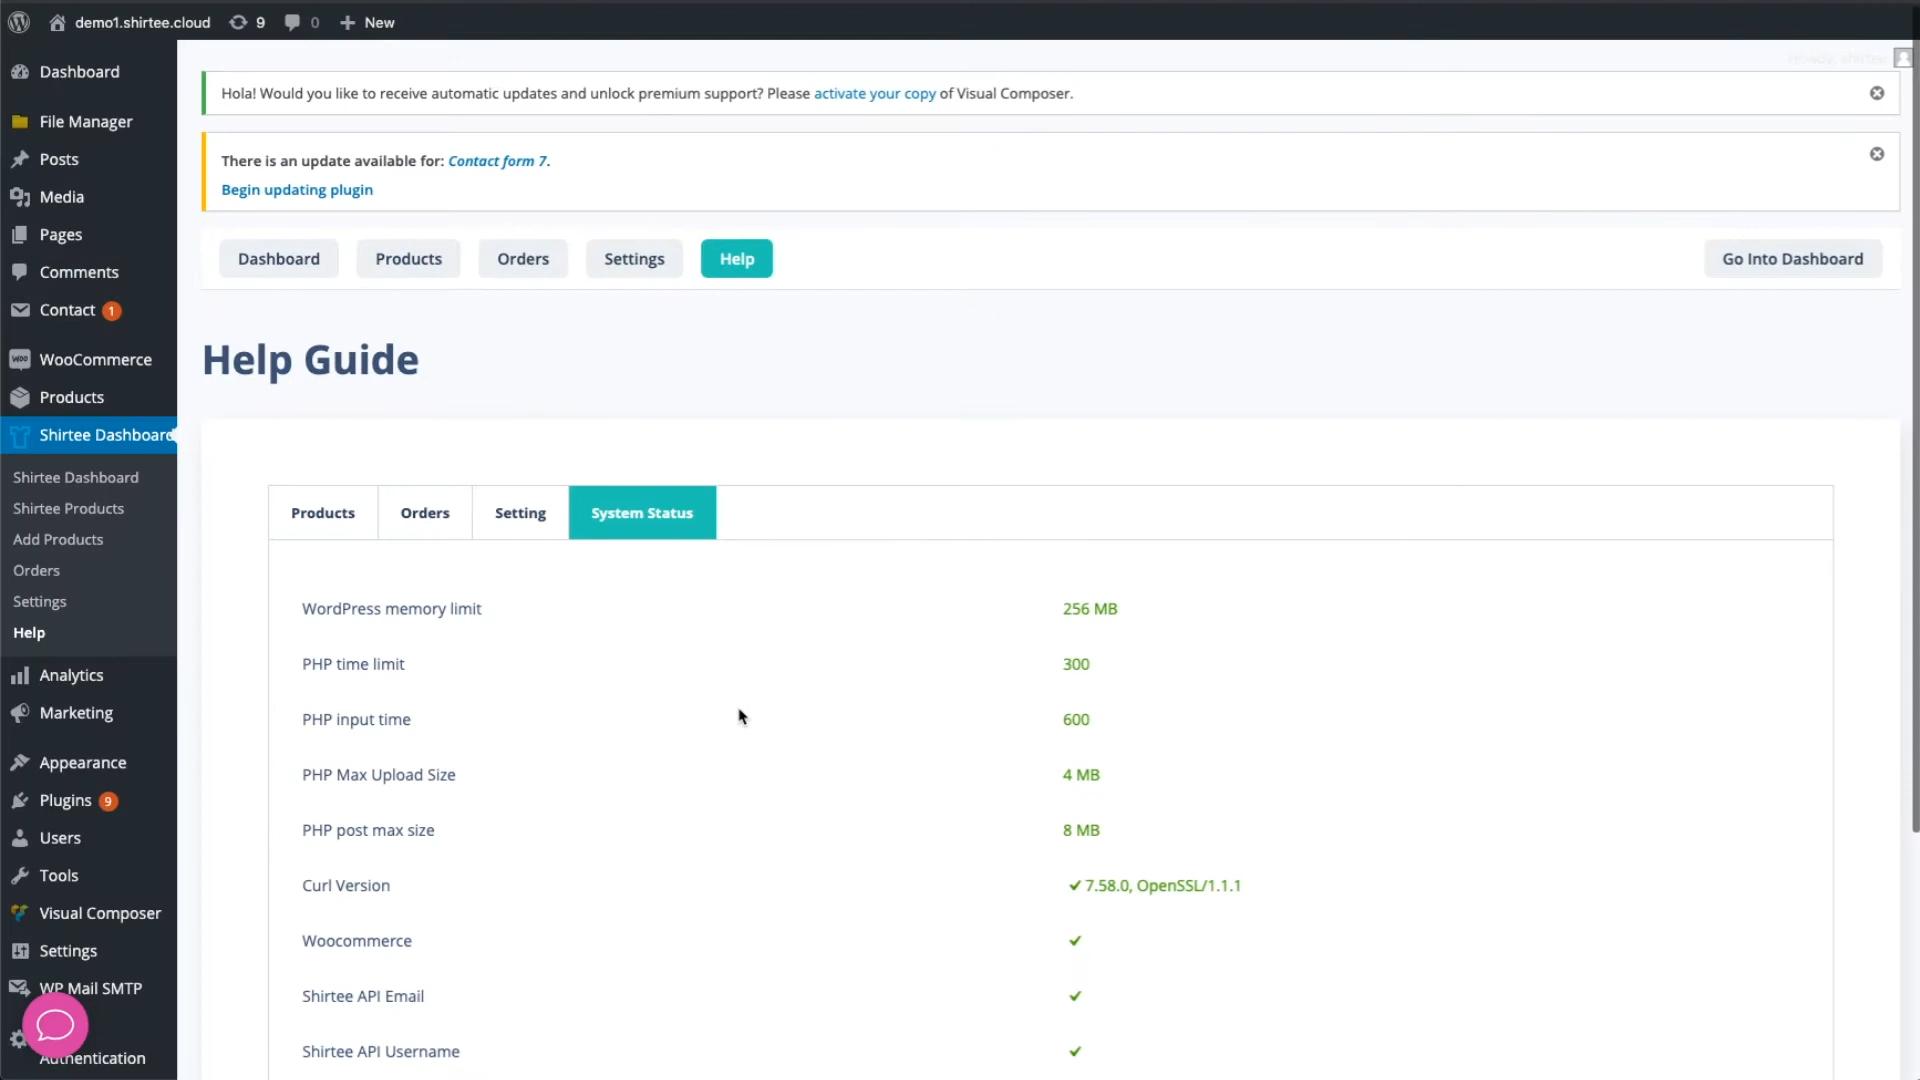 demo1.shirtee.cloud
9
0
New
Dashboard
File Manager
Posts
Media
Pages
Comments
Contact 1
WooCommerce
Products
Shirtee Dashboard
Shirtee Dashboard
Shirtee Products
Add Products
Orders
Settings
Help
Analytics
Marketing
Appearance
Plugins 9
Users
Tools
Visual Composer
Settings
WP Mail SMTP
Authentication
Hola! Would you like to receive automatic updates and unlock premium support? Please activate your copy of Visual Composer.
There is an update available for: Contact form 7.
Begin updating plugin
Dashboard
Products
Orders
Settings
Help
Go Into Dashboard
Help Guide
Products
Orders
Setting
System Status
WordPress memory limit 256 MB
PHP time limit 300
PHP input time 600
PHP Max Upload Size 4 MB
PHP post max size 8 MB
Curl Version ✔ 7.58.0, OpenSSL/1.1.1
Woocommerce ✔
Shirtee API Email ✔
Shirtee API Username ✔